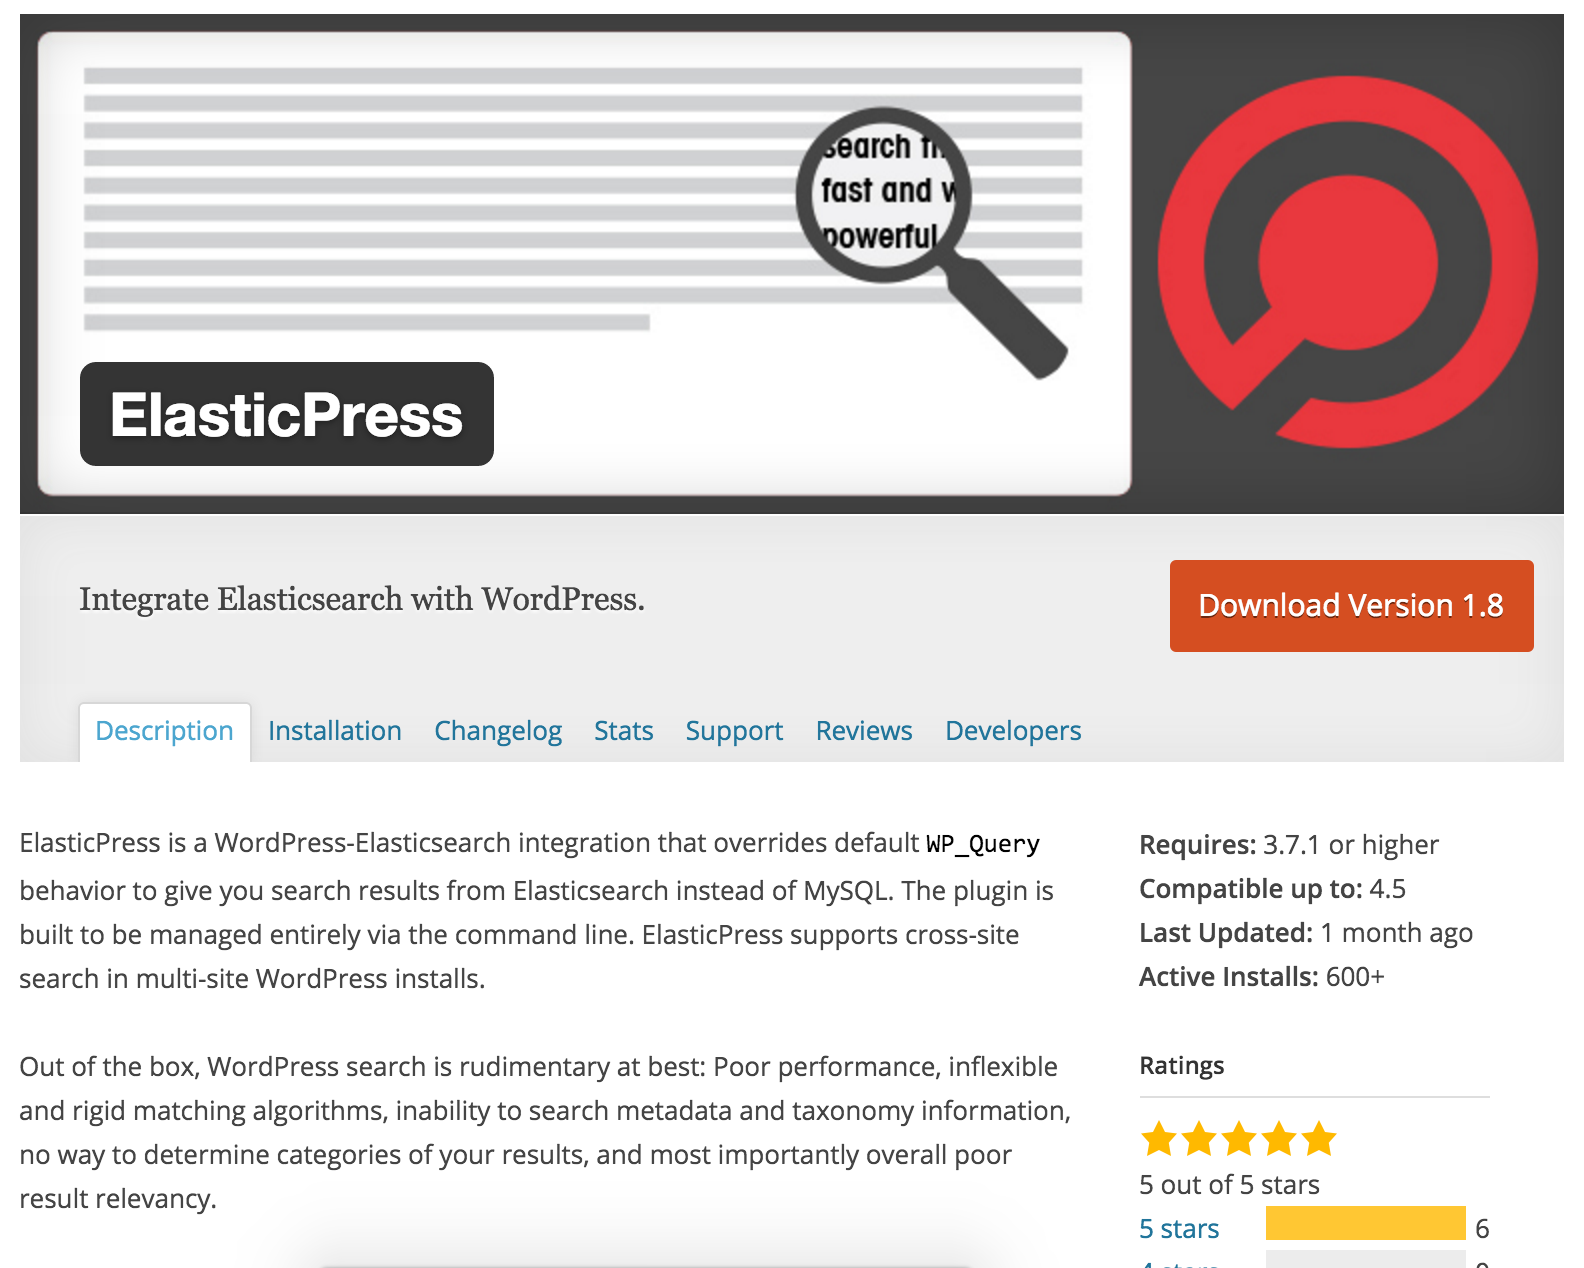 search
fast and
powerful
ElasticPress
Integrate Elasticsearch with WordPress.
Download Version 1.8
Description Installation Changelog Stats Support Reviews Developers
ElasticPress is a WordPress-Elasticsearch integration that overrides default WP_Query
behavior to give you search results from Elasticsearch instead of MySQL. The plugin is
built to be managed entirely via the command line. ElasticPress supports cross-site
search in multi-site WordPress installs.
Out of the box, WordPress search is rudimentary at best: Poor performance, inflexible
and rigid matching algorithms, inability to search metadata and taxonomy information,
no way to determine categories of your results, and most importantly overall poor
result relevancy.
Requires: 3.7.1 or higher
Compatible up to: 4.5
Last Updated: 1 month ago
Active Installs: 600+
Ratings
5 out of 5 stars
5 stars 6